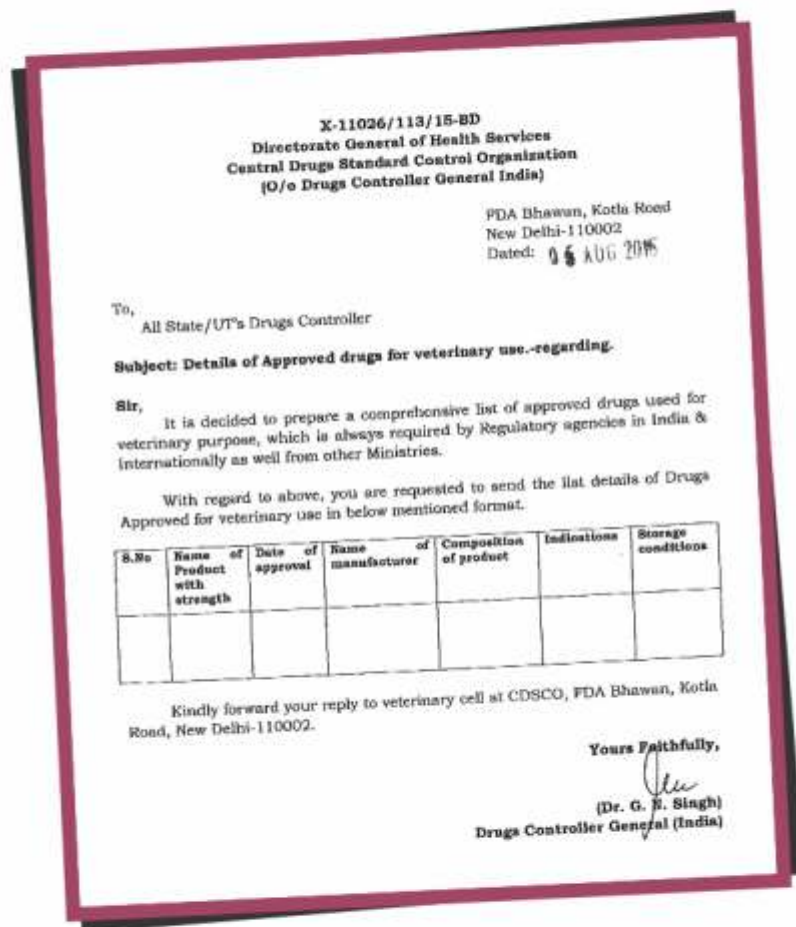 X-11026/113/15-BD
Directorate General of Health Services
Central Drugs Standard Control Organization
(O/o Drugs Controller General India)
FDA Bhawan, Kotla Road
New Delhi-110002
Dated: AUG
To,
All State/UT's Drugs Controller
Subject: Details of Approved drugs for veterinary use.-regarding.
Sir,
It is decided to prepare a comprehensive list of approved drugs used for
veterinary purpose, which is always required by Regulatory agencies in India &
Internationally as well from other Ministries.
With regard to above, you are requested to send the list details of Drugs
Approved for veterinary use in below mentioned format.
S.No
Name of
Product
with
strength
Date of
approval
Name of
manufacturer
Composition
of product
Indications
Storage
conditions
Kindly forward your reply to veterinary cell at CDSCO, FDA Bhawan, Kotla
Road, New Delhi-110002.
Yours Faithfully,
(Dr. G. N. Singh)
Drugs Controller General (India)